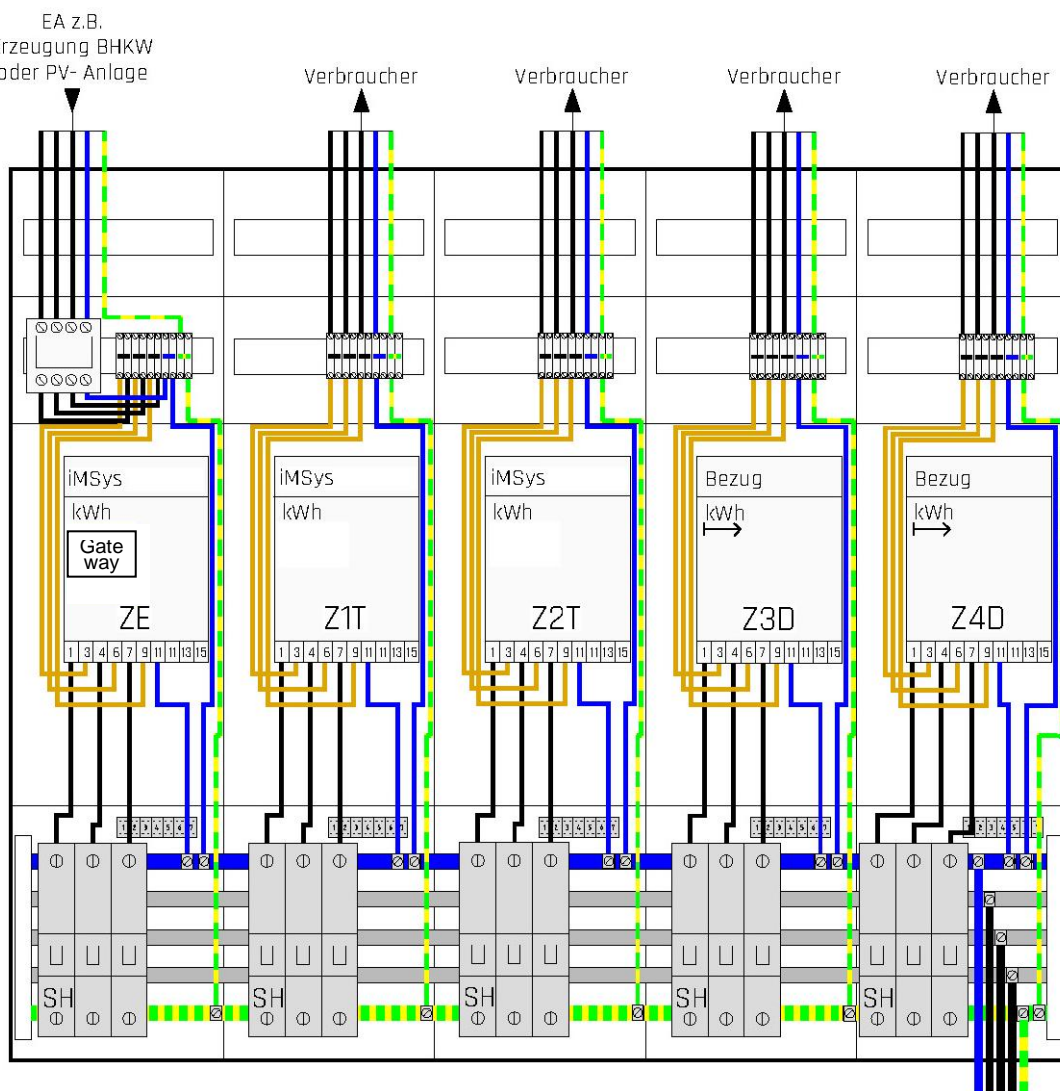 EA z.B.
rzeugung BHKW
oder PV- Anlage
Verbraucher
Verbraucher
Verbraucher
Verbraucher
iMSys
kWh
Gate
way
ZE
1 3 4 6 7 9 11 11 13 15
iMSys
kWh
Z1T
1 3 4 6 7 9 11 11 13 15
iMSys
kWh
Z2T
1 3 4 6 7 9 11 11 13 15
Bezug
kWh
Z3D
1 3 4 6 7 9 11 11 13 15
Bezug
kWh
Z4D
1 3 4 6 7 9 11 11 13 15
SH
SH
SH
SH
SH